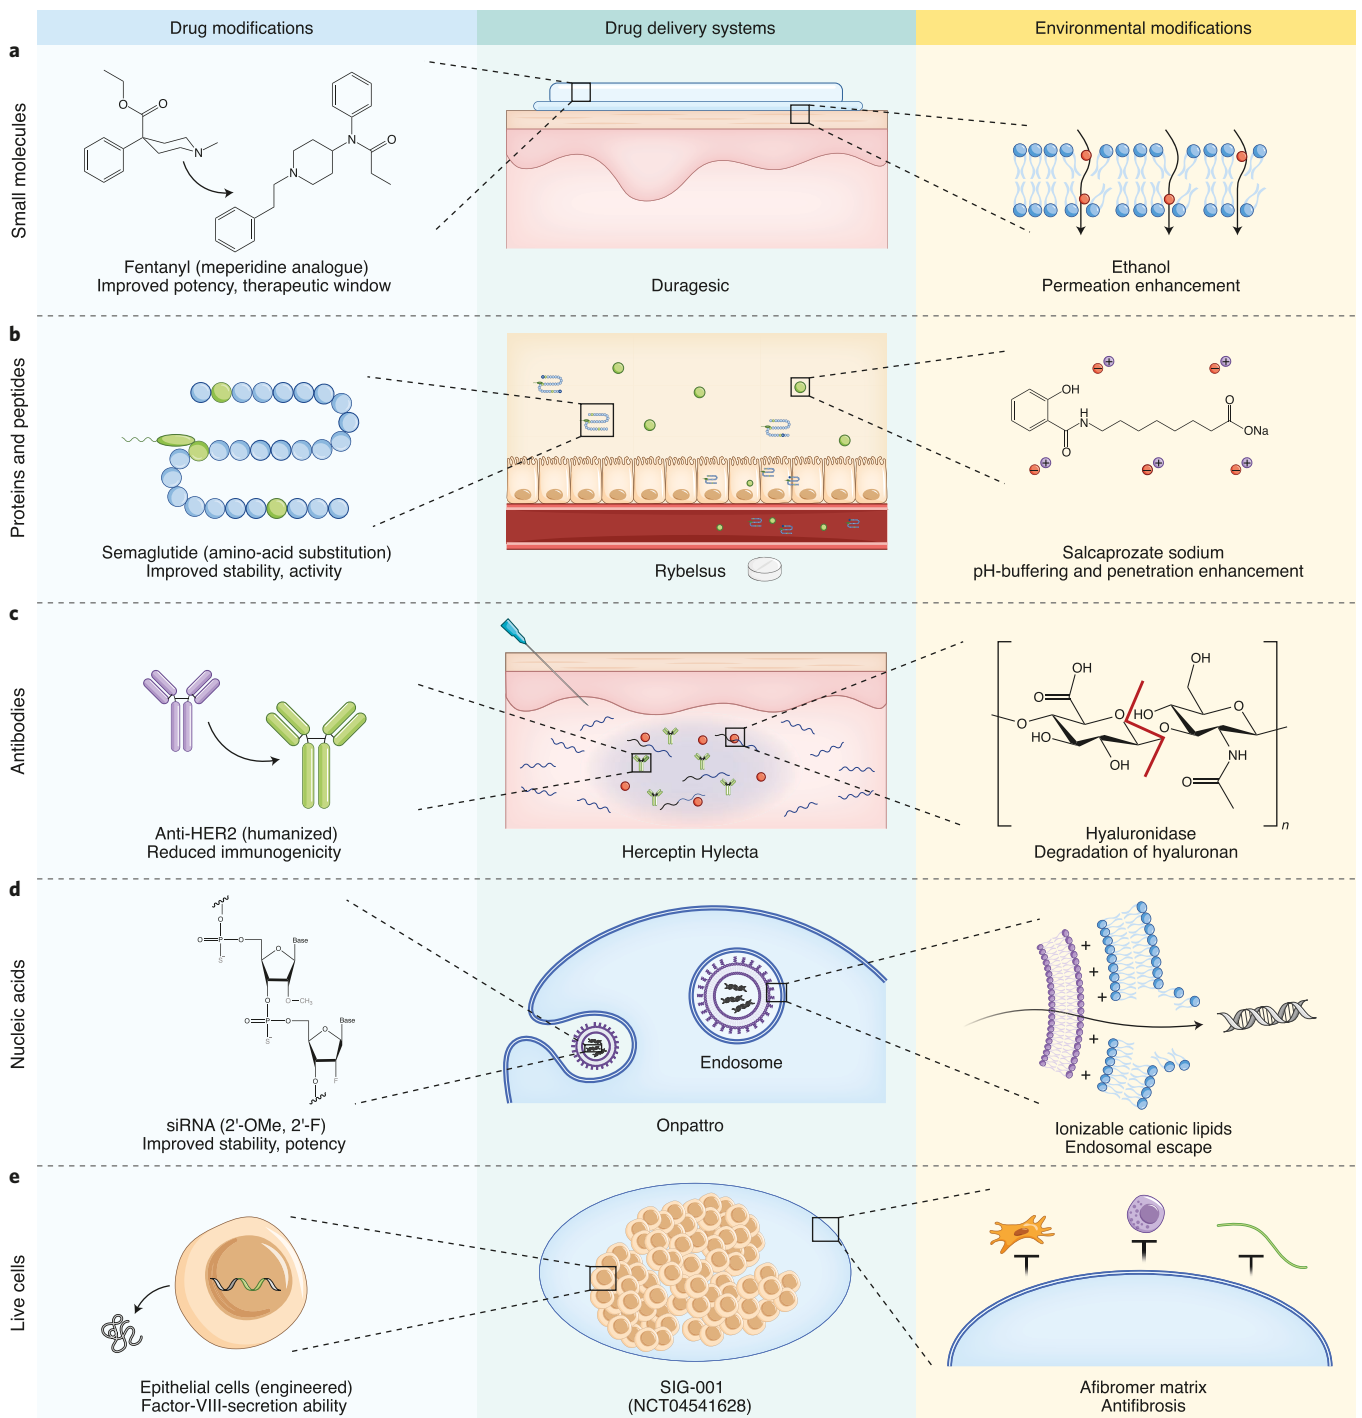 Drug modifications
Drug delivery systems
Environmental modifications
a
Small molecules
O
O
N
N
N
O
Fentanyl (meperidine analogue)
Improved potency, therapeutic window
Duragesic
Ethanol
Permeation enhancement
b
Proteins and peptides
Semaglutide (amino-acid substitution)
Improved stability, activity
Rybelsus
OH
H
N
O
O
ONa
Salcaprozate sodium
pH-buffering and penetration enhancement
c
Antibodies
Anti-HER2 (humanized)
Reduced immunogenicity
Herceptin Hylecta
OH
O
O
O
HO
OH
OH
HO
O
O
NH
O
n
Hyaluronidase
Degradation of hyaluronan
d
Nucleic acids
O
O=P
O
S-
O
Base
O
O-CH3
O=P
O
S-
O
Base
O
F
siRNA (2'-OMe, 2'-F)
Improved stability, potency
Endosome
Onpattro
+
+
+
+
+
Ionizable cationic lipids
Endosomal escape
e
Live cells
Epithelial cells (engineered)
Factor-VIII-secretion ability
SIG-001
(NCT04541628)
Afibromer matrix
Antifibrosis